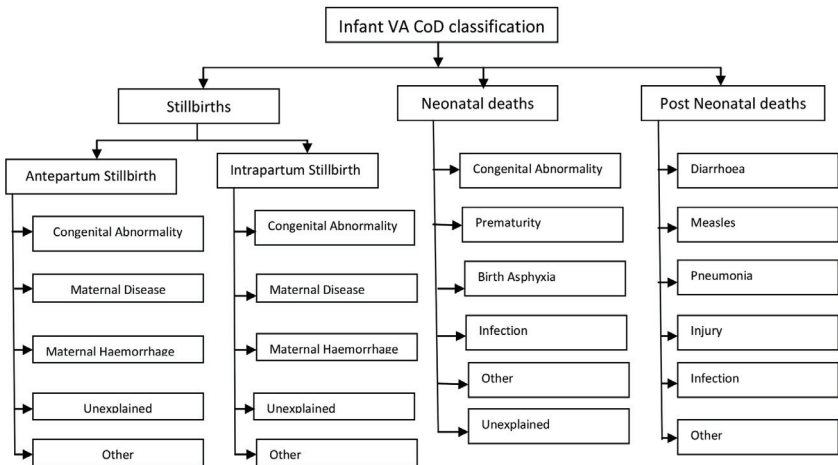 Infant VA CoD classification
Stillbirths
Neonatal deaths
Post Neonatal deaths
Antepartum Stillbirth
Intrapartum Stillbirth
Congenital Abnormality
Maternal Disease
Maternal Haemorrhage
Unexplained
Other
Congenital Abnormality
Maternal Disease
Maternal Haemorrhage
Unexplained
Other
Congenital Abnormality
Prematurity
Birth Asphyxia
Infection
Other
Unexplained
Diarrhoea
Measles
Pneumonia
Injury
Infection
Other